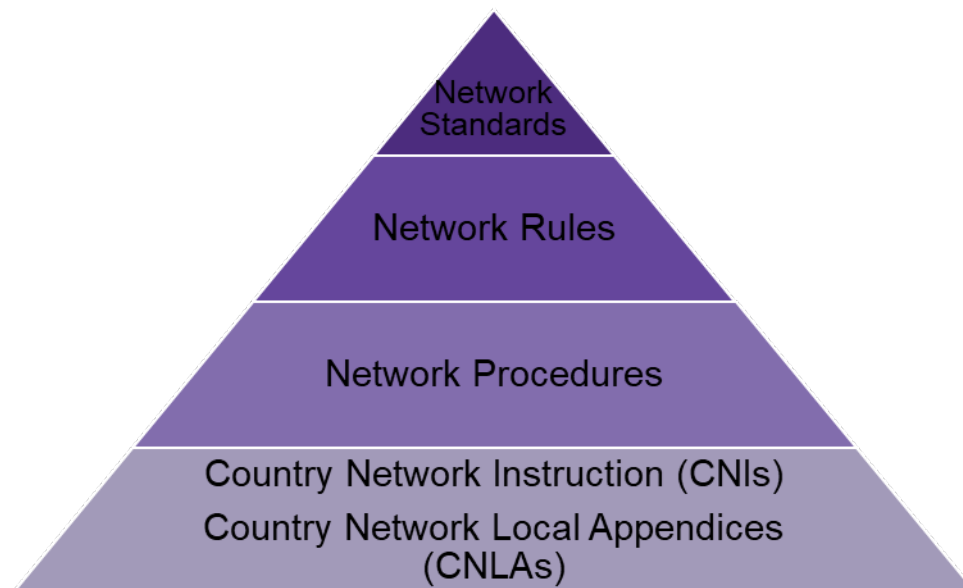 Network
Standards
Network Rules
Network Procedures
Country Network Instruction (CNIs)
Country Network Local Appendices
(CNLAs)